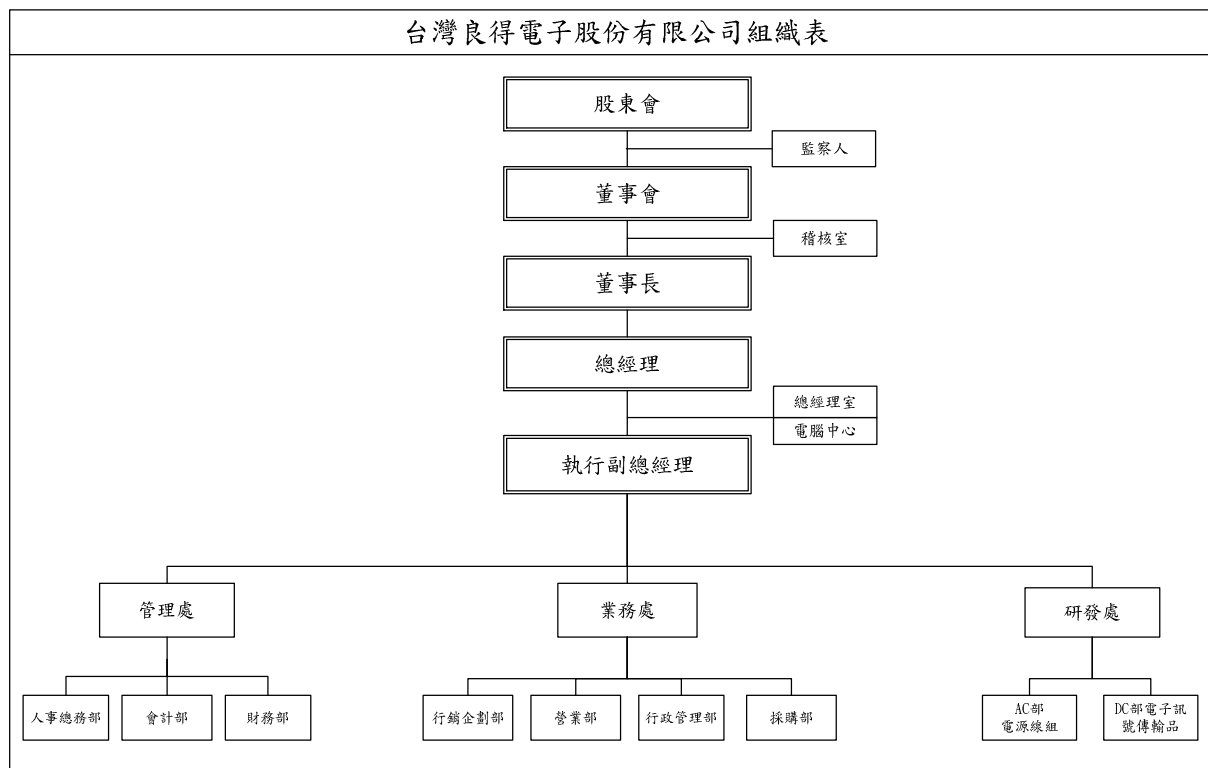 台灣良得電子股份有限公司組織表
股東會
監察人
董事會
稽核室
董事長
總經理
總經理室
電腦中心
執行副總經理
管理處
業務處
研發處
人事總務部
會計部
財務部
行銷企劃部
營業部
行政管理部
採購部
AC部
電源線組
DC部電子訊
號傳輸品